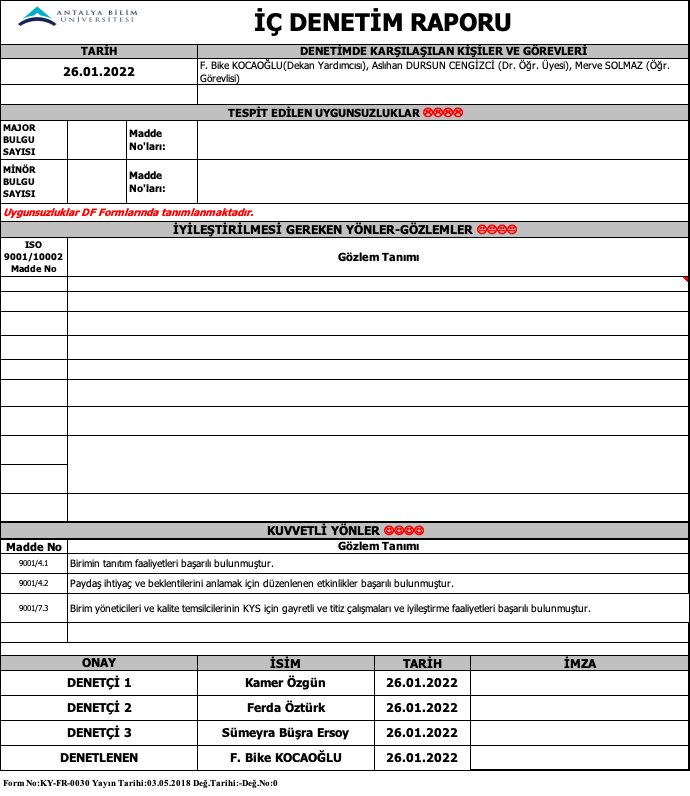 ANTALYA BİLİM
ÜNİVERSİTESİ
İÇ DENETİM RAPORU
TARİH
DENETİMDE KARŞILAŞILAN KİŞİLER VE GÖREVLERİ
26.01.2022
F. Bike KOCAOĞLU(Dekan Yardımcısı), Aslıhan DURSUN CENGİZCİ (Dr. Öğr. Üyesi), Merve SOLMAZ (Öğr.
Görevlisi)
TESPİT EDİLEN UYGUNSUZLUKLAR
MAJOR
BULGU
SAYISI
Madde
No'ları:
MİNÖR
BULGU
SAYISI
Madde
No'ları:
Uygunsuzluklar DF Formlarında tanımlanmaktadır.
İYİLEŞTİRİLMESİ GEREKEN YÖNLER-GÖZLEMLER
ISO
9001/10002
Madde No
Gözlem Tanımı
KUVVETLİ YÖNLER
Madde No
Gözlem Tanımı
9001/4.1
Birimin tanıtım faaliyetleri başarılı bulunmuştur.
9001/4.2
Paydaş ihtiyaç ve beklentilerini anlamak için düzenlenen etkinlikler başarılı bulunmuştur.
9001/7.3
Birim yöneticileri ve kalite temsilcilerinin KYS için gayretli ve titiz çalışmaları ve iyileştirme faaliyetleri başarılı bulunmuştur.
ONAY
İSİM
TARİH
İMZA
DENETÇİ 1
Kamer Özgün
26.01.2022
DENETÇİ 2
Ferda Öztürk
26.01.2022
DENETÇİ 3
Sümeyra Büşra Ersoy
26.01.2022
DENETLENEN
F. Bike KOCAOĞLU
26.01.2022
Form No:KY-FR-0030 Yayın Tarihi:03.05.2018 Değ.Tarihi:-Değ.No:0